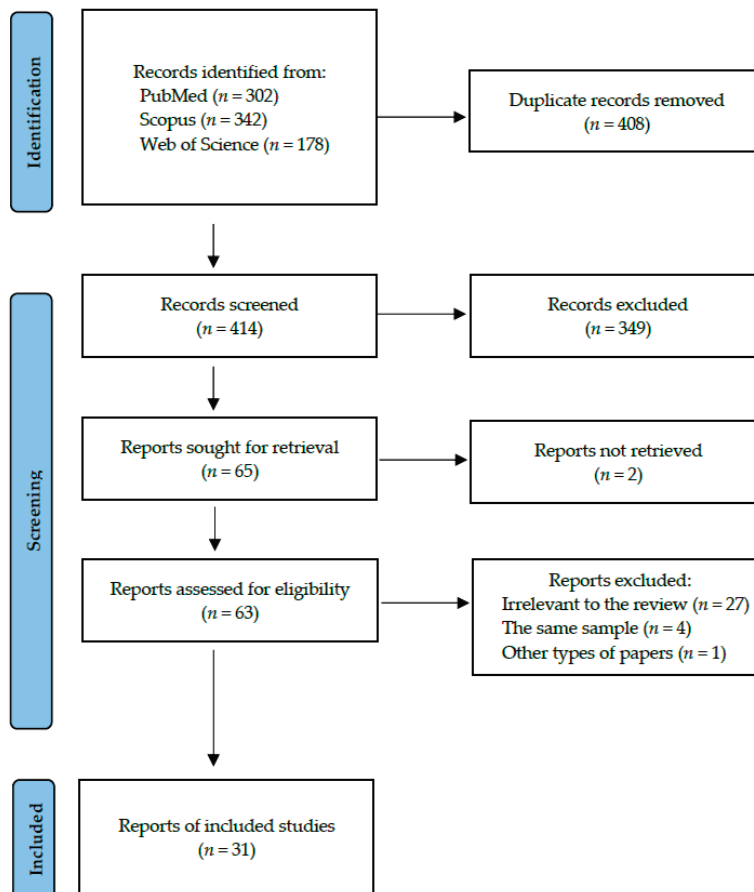 Identification
Records identified from:
PubMed (n = 302)
Scopus (n = 342)
Web of Science (n = 178)
Duplicate records removed
(n = 408)
Screening
Records screened
(n = 414)
Records excluded
(n = 349)
Reports sought for retrieval
(n = 65)
Reports not retrieved
(n = 2)
Reports assessed for eligibility
(n = 63)
Reports excluded:
Irrelevant to the review (n = 27)
The same sample (n = 4)
Other types of papers (n = 1)
Included
Reports of included studies
(n = 31)